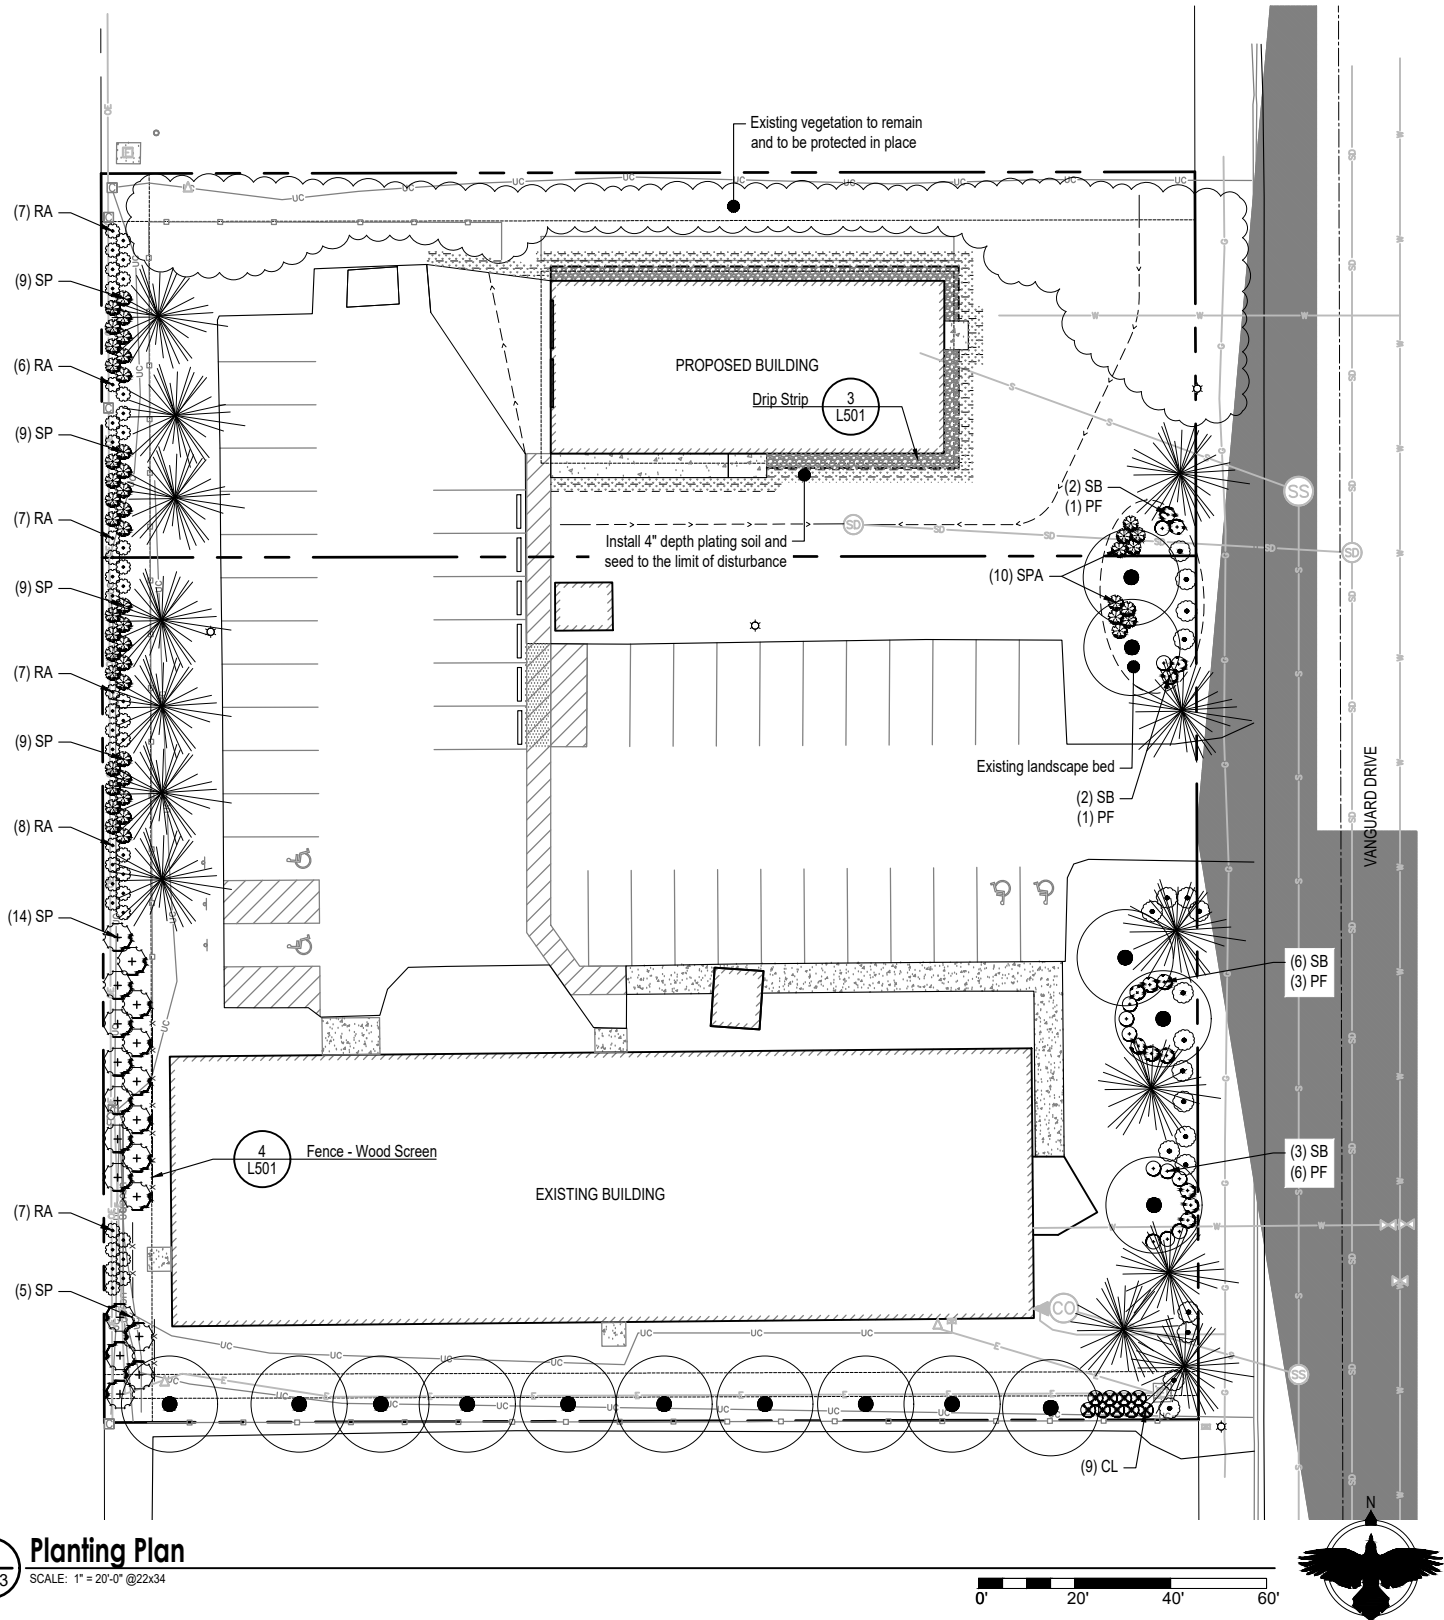 Existing vegetation to remain
and to be protected in place
(7) RA
(9) SP
(6) RA
(9) SP
(7) RA
(9) SP
(7) RA
(9) SP
(8) RA
(14) SP
(7) RA
(5) SP
PROPOSED BUILDING
Drip Strip
3
L501
(2) SB
(1) PF
Install 4" depth plating soil and
seed to the limit of disturbance
(10) SPA
SS
SD
SD
Existing landscape bed
(2) SB
(1) PF
VANGUARD DRIVE
(6) SB
(3) PF
4
L501
Fence - Wood Screen
EXISTING BUILDING
(3) SB
(6) PF
CO
SS
(9) CL
N
3
Planting Plan
SCALE: 1" = 20'-0" @22x34
0' 20' 40' 60'